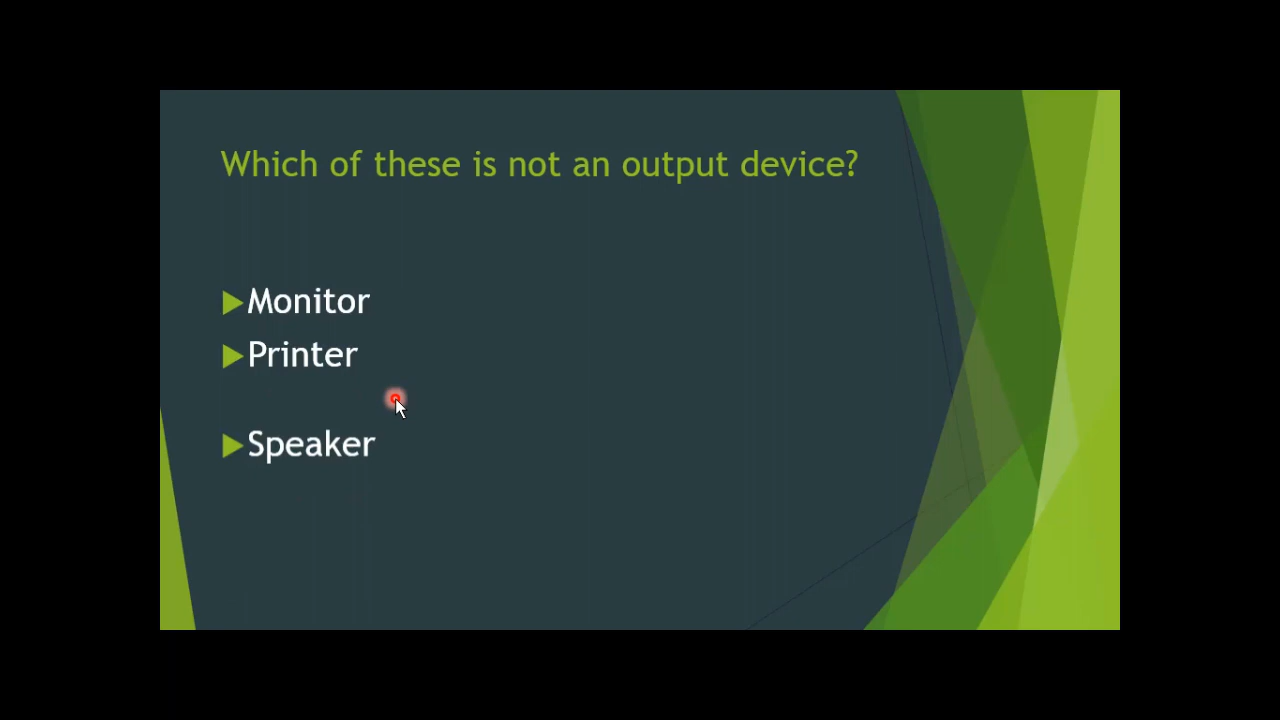 Which of these is not an output device?
Monitor
Printer
Speaker